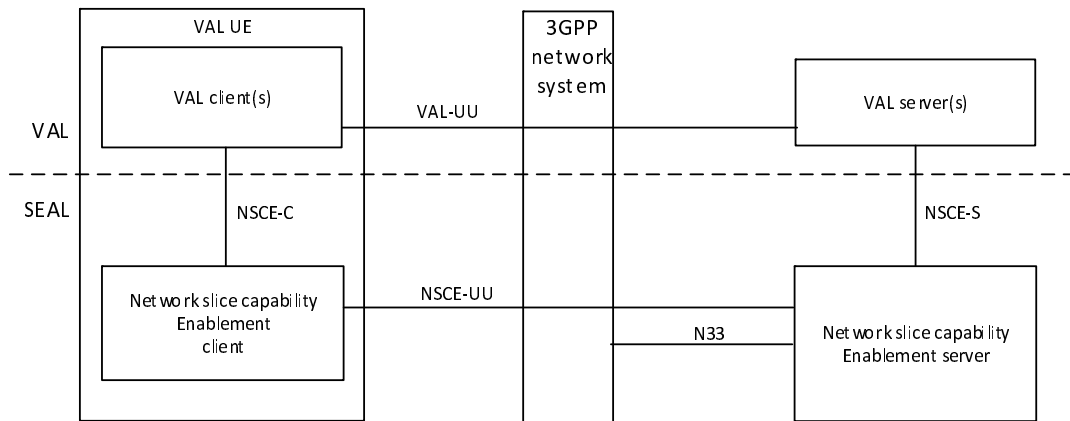 VAL UE
3GPP
network
system
VAL client(s)
VAL server(s)
VAL-UU
VAL
SEAL
NSCE-C
NSCE-S
NSCE-UU
Network slice capability
Enablement
client
N33
Network slice capability
Enablement server